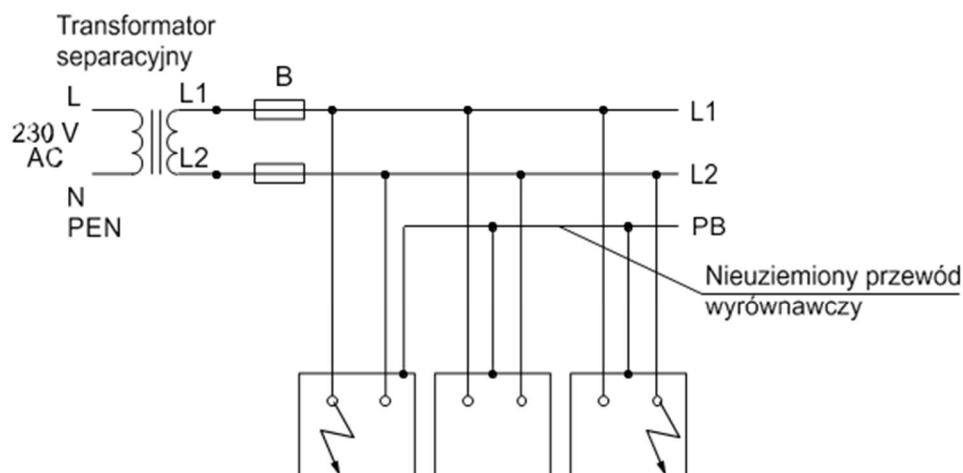 Transformator
separacyjny
B
L
L1
L1
230 V
AC
L2
L2
N
PEN
PB
Nieuziemiony przewód
wyrównawczy